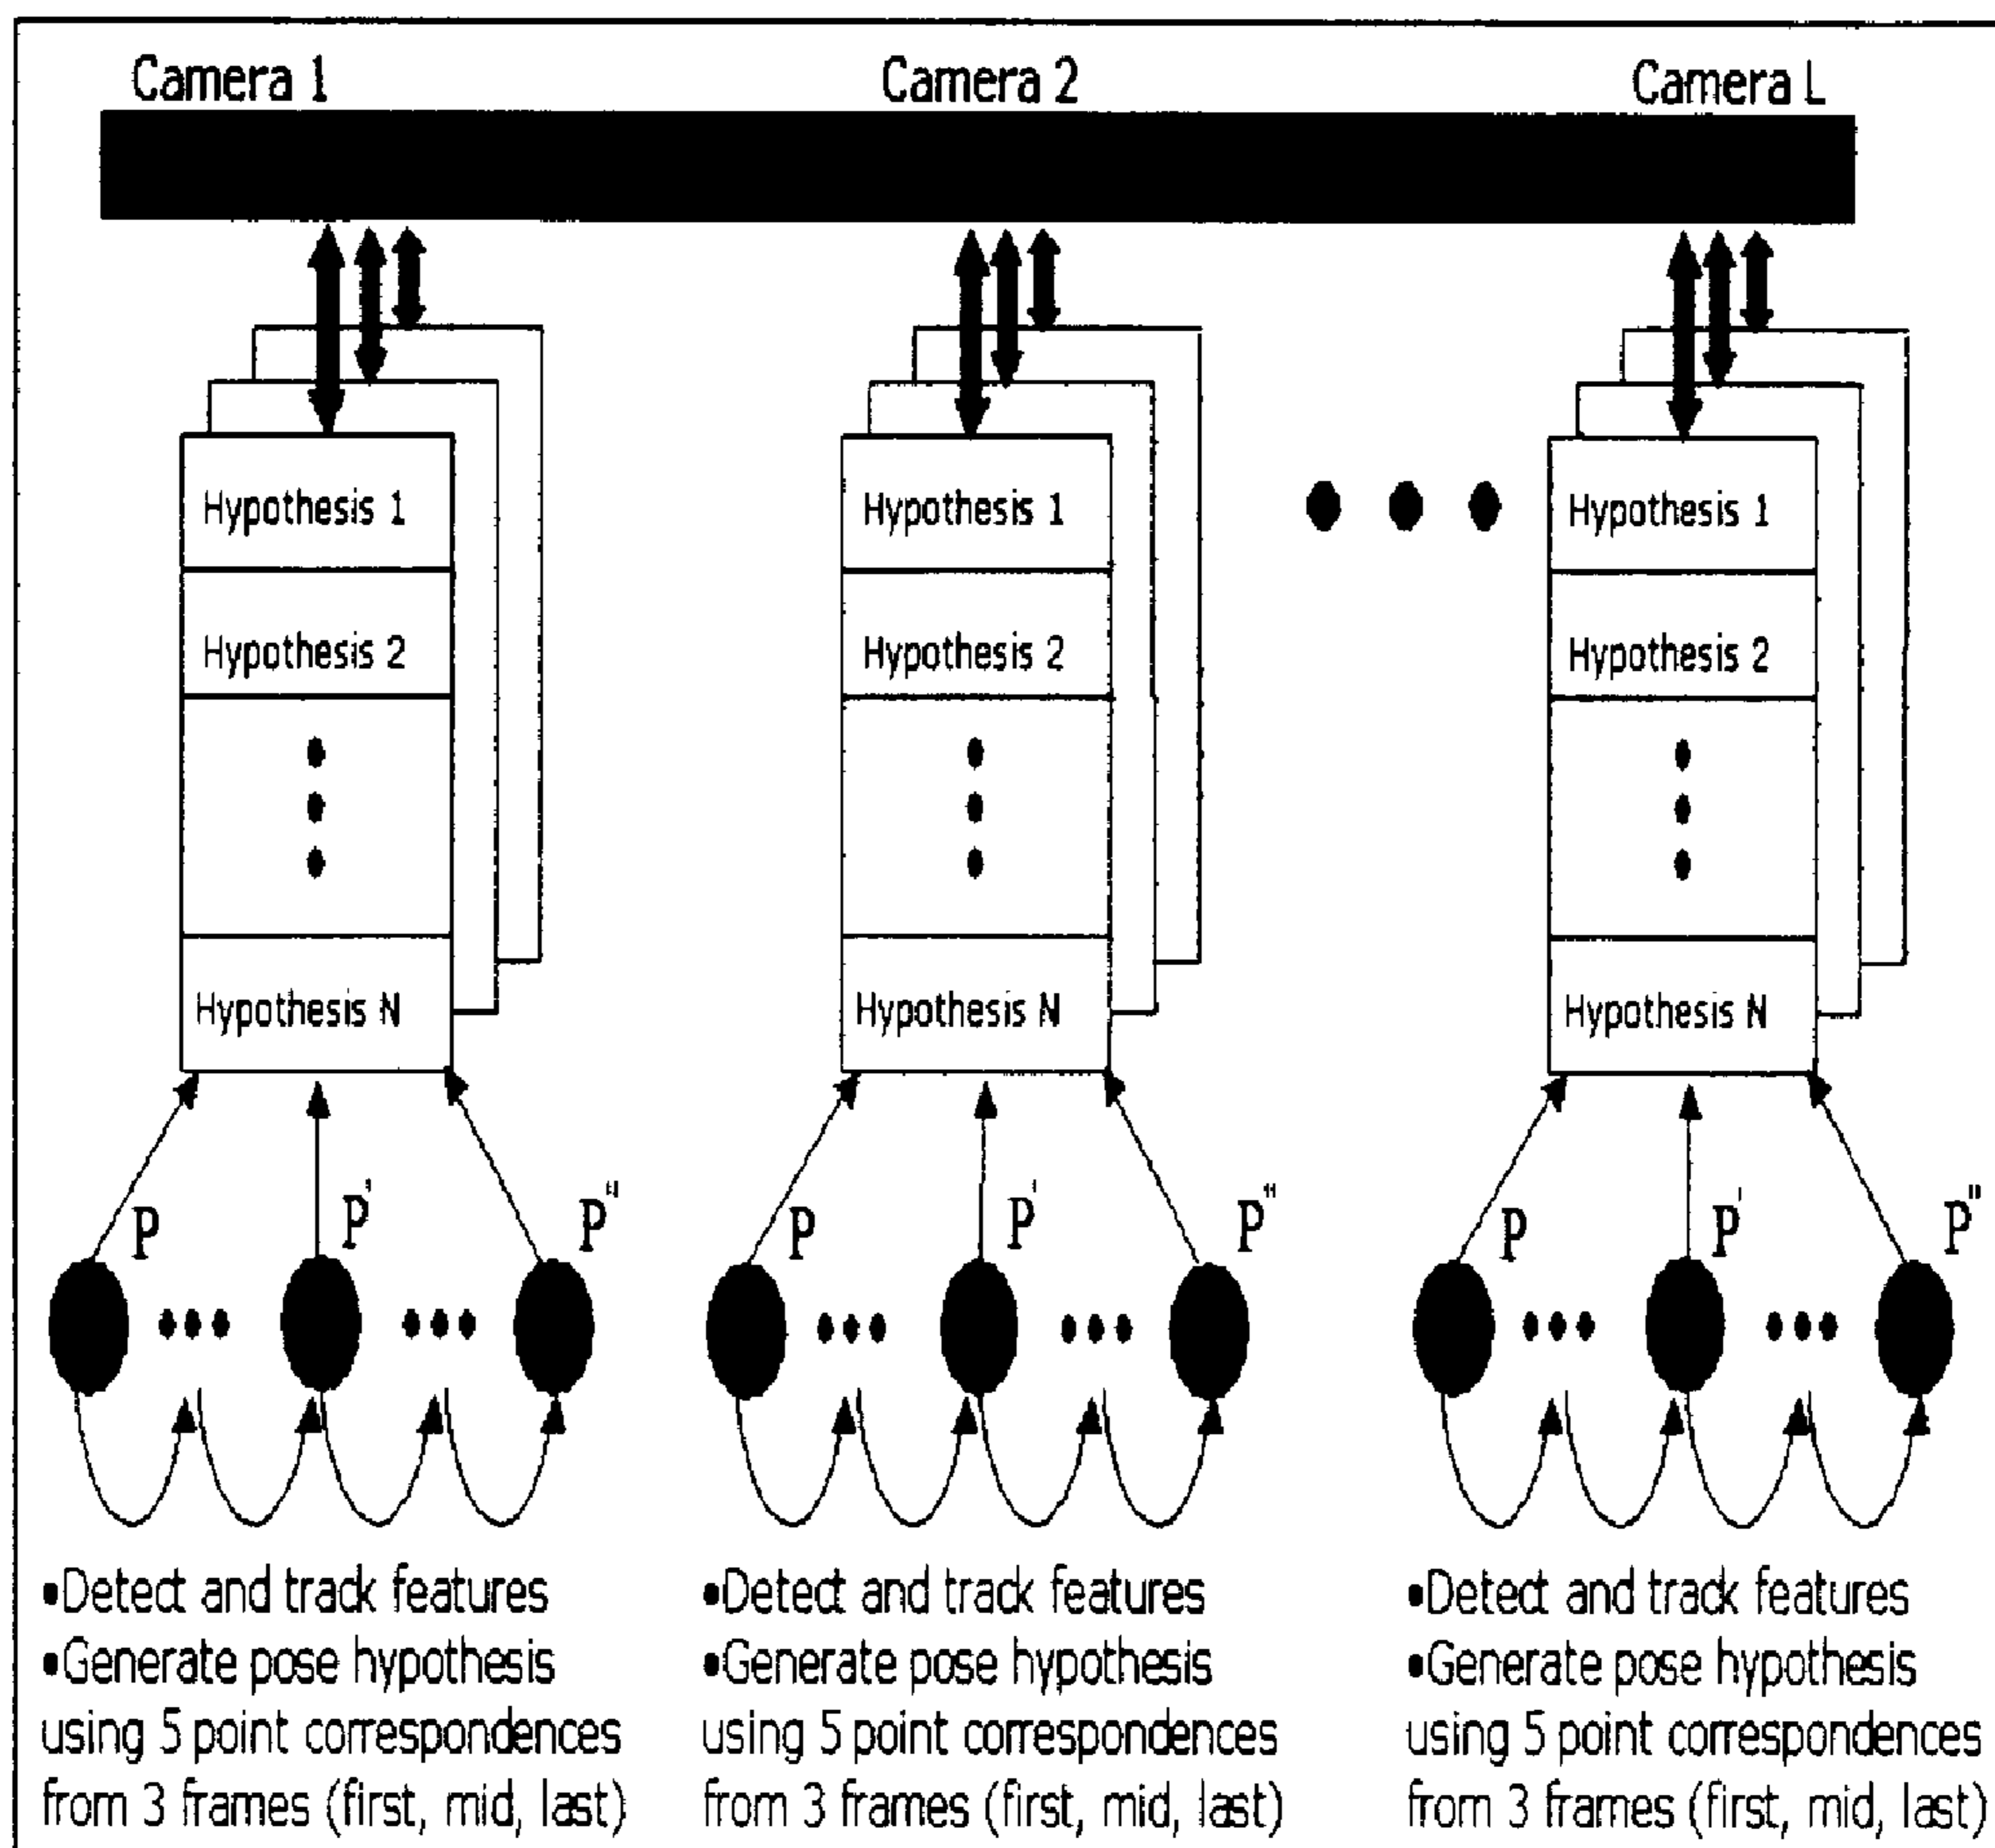 Camera 1
Camera 2
Camera L
Hypothesis 1
Hypothesis 2
Hypothesis N
Hypothesis 1
Hypothesis 2
Hypothesis N
Hypothesis 1
Hypothesis 2
Hypothesis N
P P' P"
P P' P"
P P' P"
•Detect and track features
•Generate pose hypothesis
using 5 point correspondences
from 3 frames (first, mid, last)
•Detect and track features
•Generate pose hypothesis
using 5 point correspondences
from 3 frames (first, mid, last)
•Detect and track features
•Generate pose hypothesis
using 5 point correspondences
from 3 frames (first, mid, last)